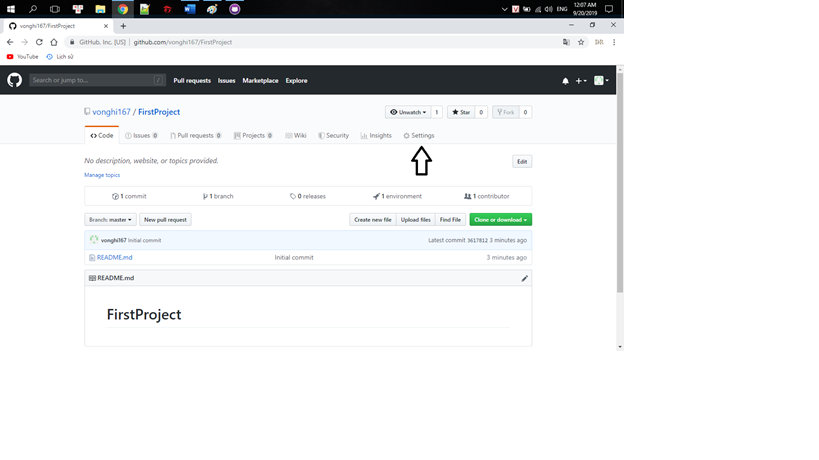 ENG
12:07 AM
9/20/2019
vonghi167/FirstProject
GitHub, Inc. [US] | github.com/vonghi167/FirstProject
YouTube Lịch sử
Search or jump to... / Pull requests Issues Marketplace Explore
vonghi167 / FirstProject Unwatch 1 Star 0 Fork 0
Code Issues 0 Pull requests 0 Projects 0 Wiki Security Insights Settings
No description, website, or topics provided. Edit
Manage topics
1 commit 1 branch 0 releases 1 environment 1 contributor
Branch: master New pull request Create new file Upload files Find File Clone or download
vonghi167 Initial commit Latest commit 3617812 3 minutes ago
README.md Initial commit 3 minutes ago
README.md
FirstProject